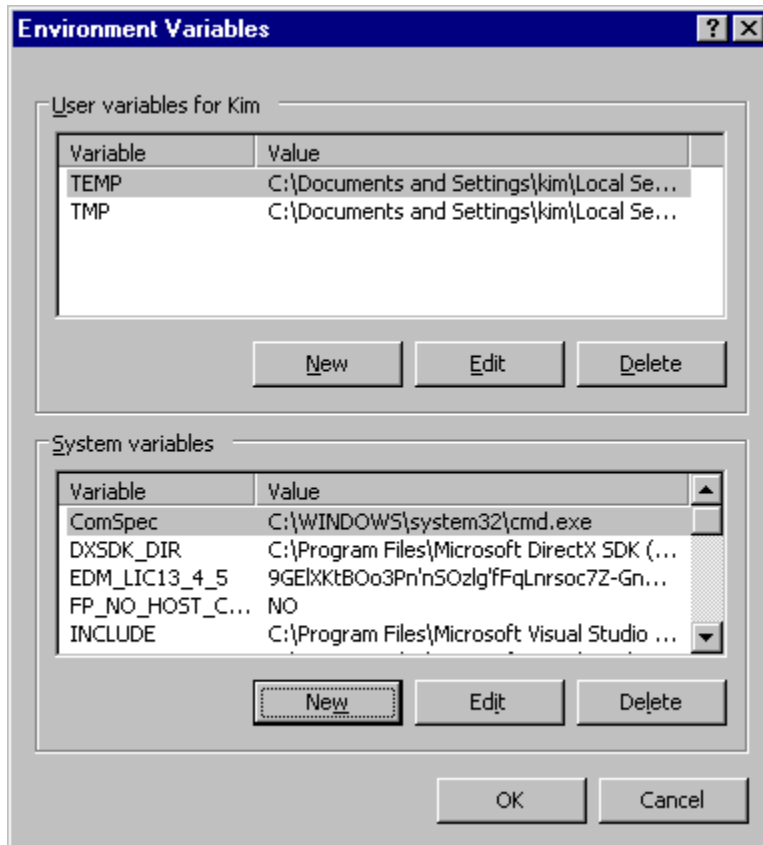 Environment Variables
User variables for Kim
Variable Value
TEMP C:\Documents and Settings\kim\Local Se...
TMP C:\Documents and Settings\kim\Local Se...
New Edit Delete
System variables
Variable Value
ComSpec C:\WINDOWS\system32\cmd.exe
DXSDK_DIR C:\Program Files\Microsoft DirectX SDK (...
EDM_LIC13_4_5 9GElXKtBOo3Pn'nSOzlg'fFqLnrsoc7Z-Gn...
FP_NO_HOST_C... NO
INCLUDE C:\Program Files\Microsoft Visual Studio ...
New Edit Delete
OK Cancel